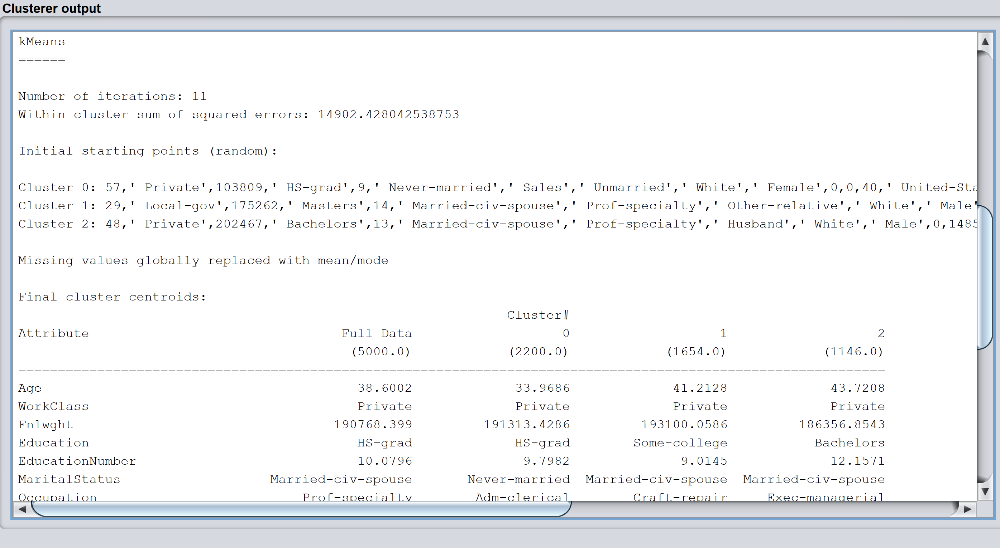 Clusterer output
kMeans
======
Number of iterations: 11
Within cluster sum of squared errors: 14902.428042538753
Initial starting points (random):
Cluster 0: 57,' Private',103809,' HS-grad',9,' Never-married',' Sales',' Unmarried',' White',' Female',0,0,40,' United-Sta
Cluster 1: 29,' Local-gov',175262,' Masters',14,' Married-civ-spouse',' Prof-specialty',' Other-relative',' White',' Male'
Cluster 2: 48,' Private',202467,' Bachelors',13,' Married-civ-spouse',' Prof-specialty',' Husband',' White',' Male',0,1485
Missing values globally replaced with mean/mode
Final cluster centroids:
Cluster#
Attribute Full Data 0 1 2
(5000.0) (2200.0) (1654.0) (1146.0)
==============================================================================================================
Age 38.6002 33.9686 41.2128 43.7208
WorkClass Private Private Private Private
Fnlwght 190768.399 191313.4286 193100.0586 186356.8543
Education HS-grad HS-grad Some-college Bachelors
EducationNumber 10.0796 9.7982 9.0145 12.1571
MaritalStatus Married-civ-spouse Never-married Married-civ-spouse Married-civ-spouse
Occupation Prof-specialty Adm-clerical Craft-repair Exec-managerial